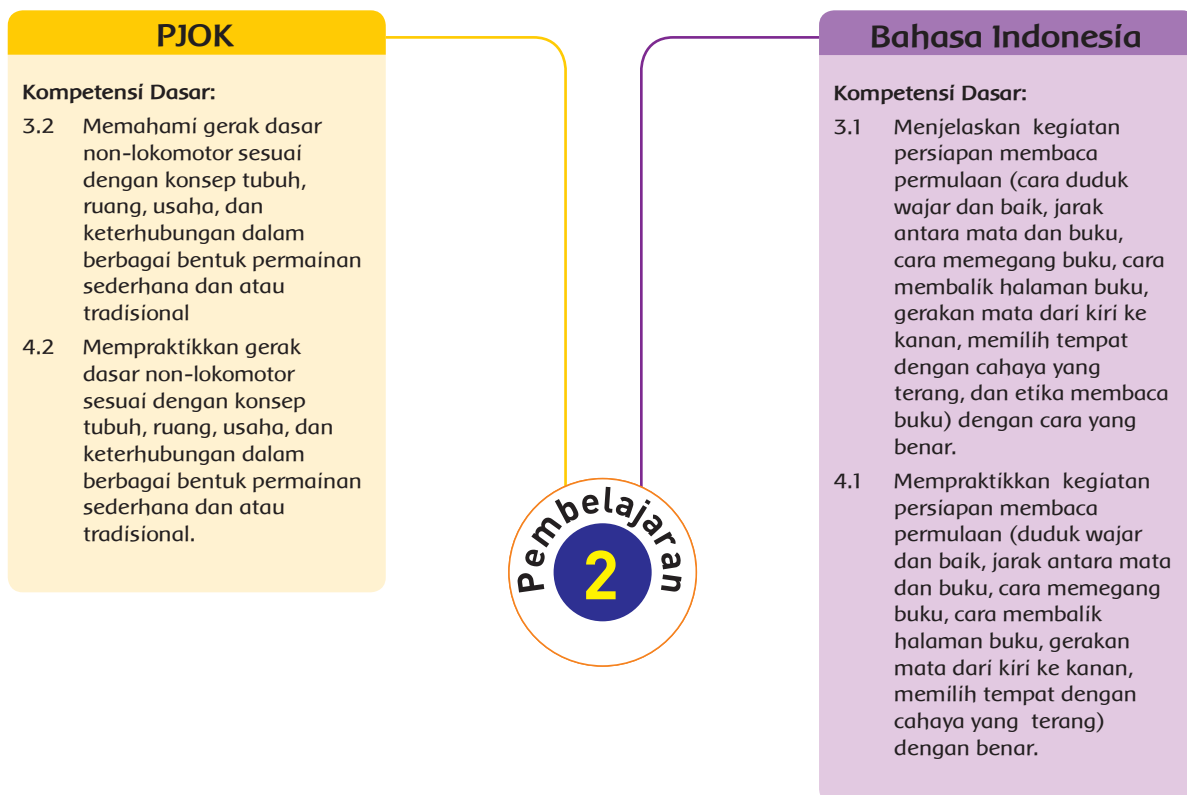 PJOK
Kompetensi Dasar:
3.2 Memahami gerak dasar
non-lokomotor sesuai
dengan konsep tubuh,
ruang, usaha, dan
keterhubungan dalam
berbagai bentuk permainan
sederhana dan atau
tradisional
4.2 Mempraktikkan gerak
dasar non-lokomotor
sesuai dengan konsep
tubuh, ruang, usaha, dan
keterhubungan dalam
berbagai bentuk permainan
sederhana dan atau
tradisional.
Pembelajaran
2
Bahasa Indonesia
Kompetensi Dasar:
3.1 Menjelaskan kegiatan
persiapan membaca
permulaan (cara duduk
wajar dan baik, jarak
antara mata dan buku,
cara memegang buku, cara
membalik halaman buku,
gerakan mata dari kiri ke
kanan, memilih tempat
dengan cahaya yang
terang, dan etika membaca
buku) dengan cara yang
benar.
4.1 Mempraktikkan kegiatan
persiapan membaca
permulaan (duduk wajar
dan baik, jarak antara mata
dan buku, cara memegang
buku, cara membalik
halaman buku, gerakan
mata dari kiri ke kanan,
memilih tempat dengan
cahaya yang terang)
dengan benar.